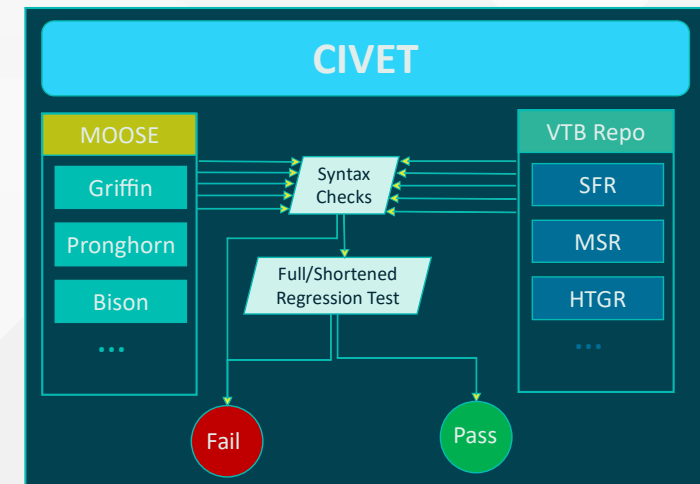 CIVET
MOOSE
Griffin
Pronghorn
Bison
...
Syntax
Checks
Full/Shortened
Regression Test
Fail
Pass
VTB Repo
SFR
MSR
HTGR
...